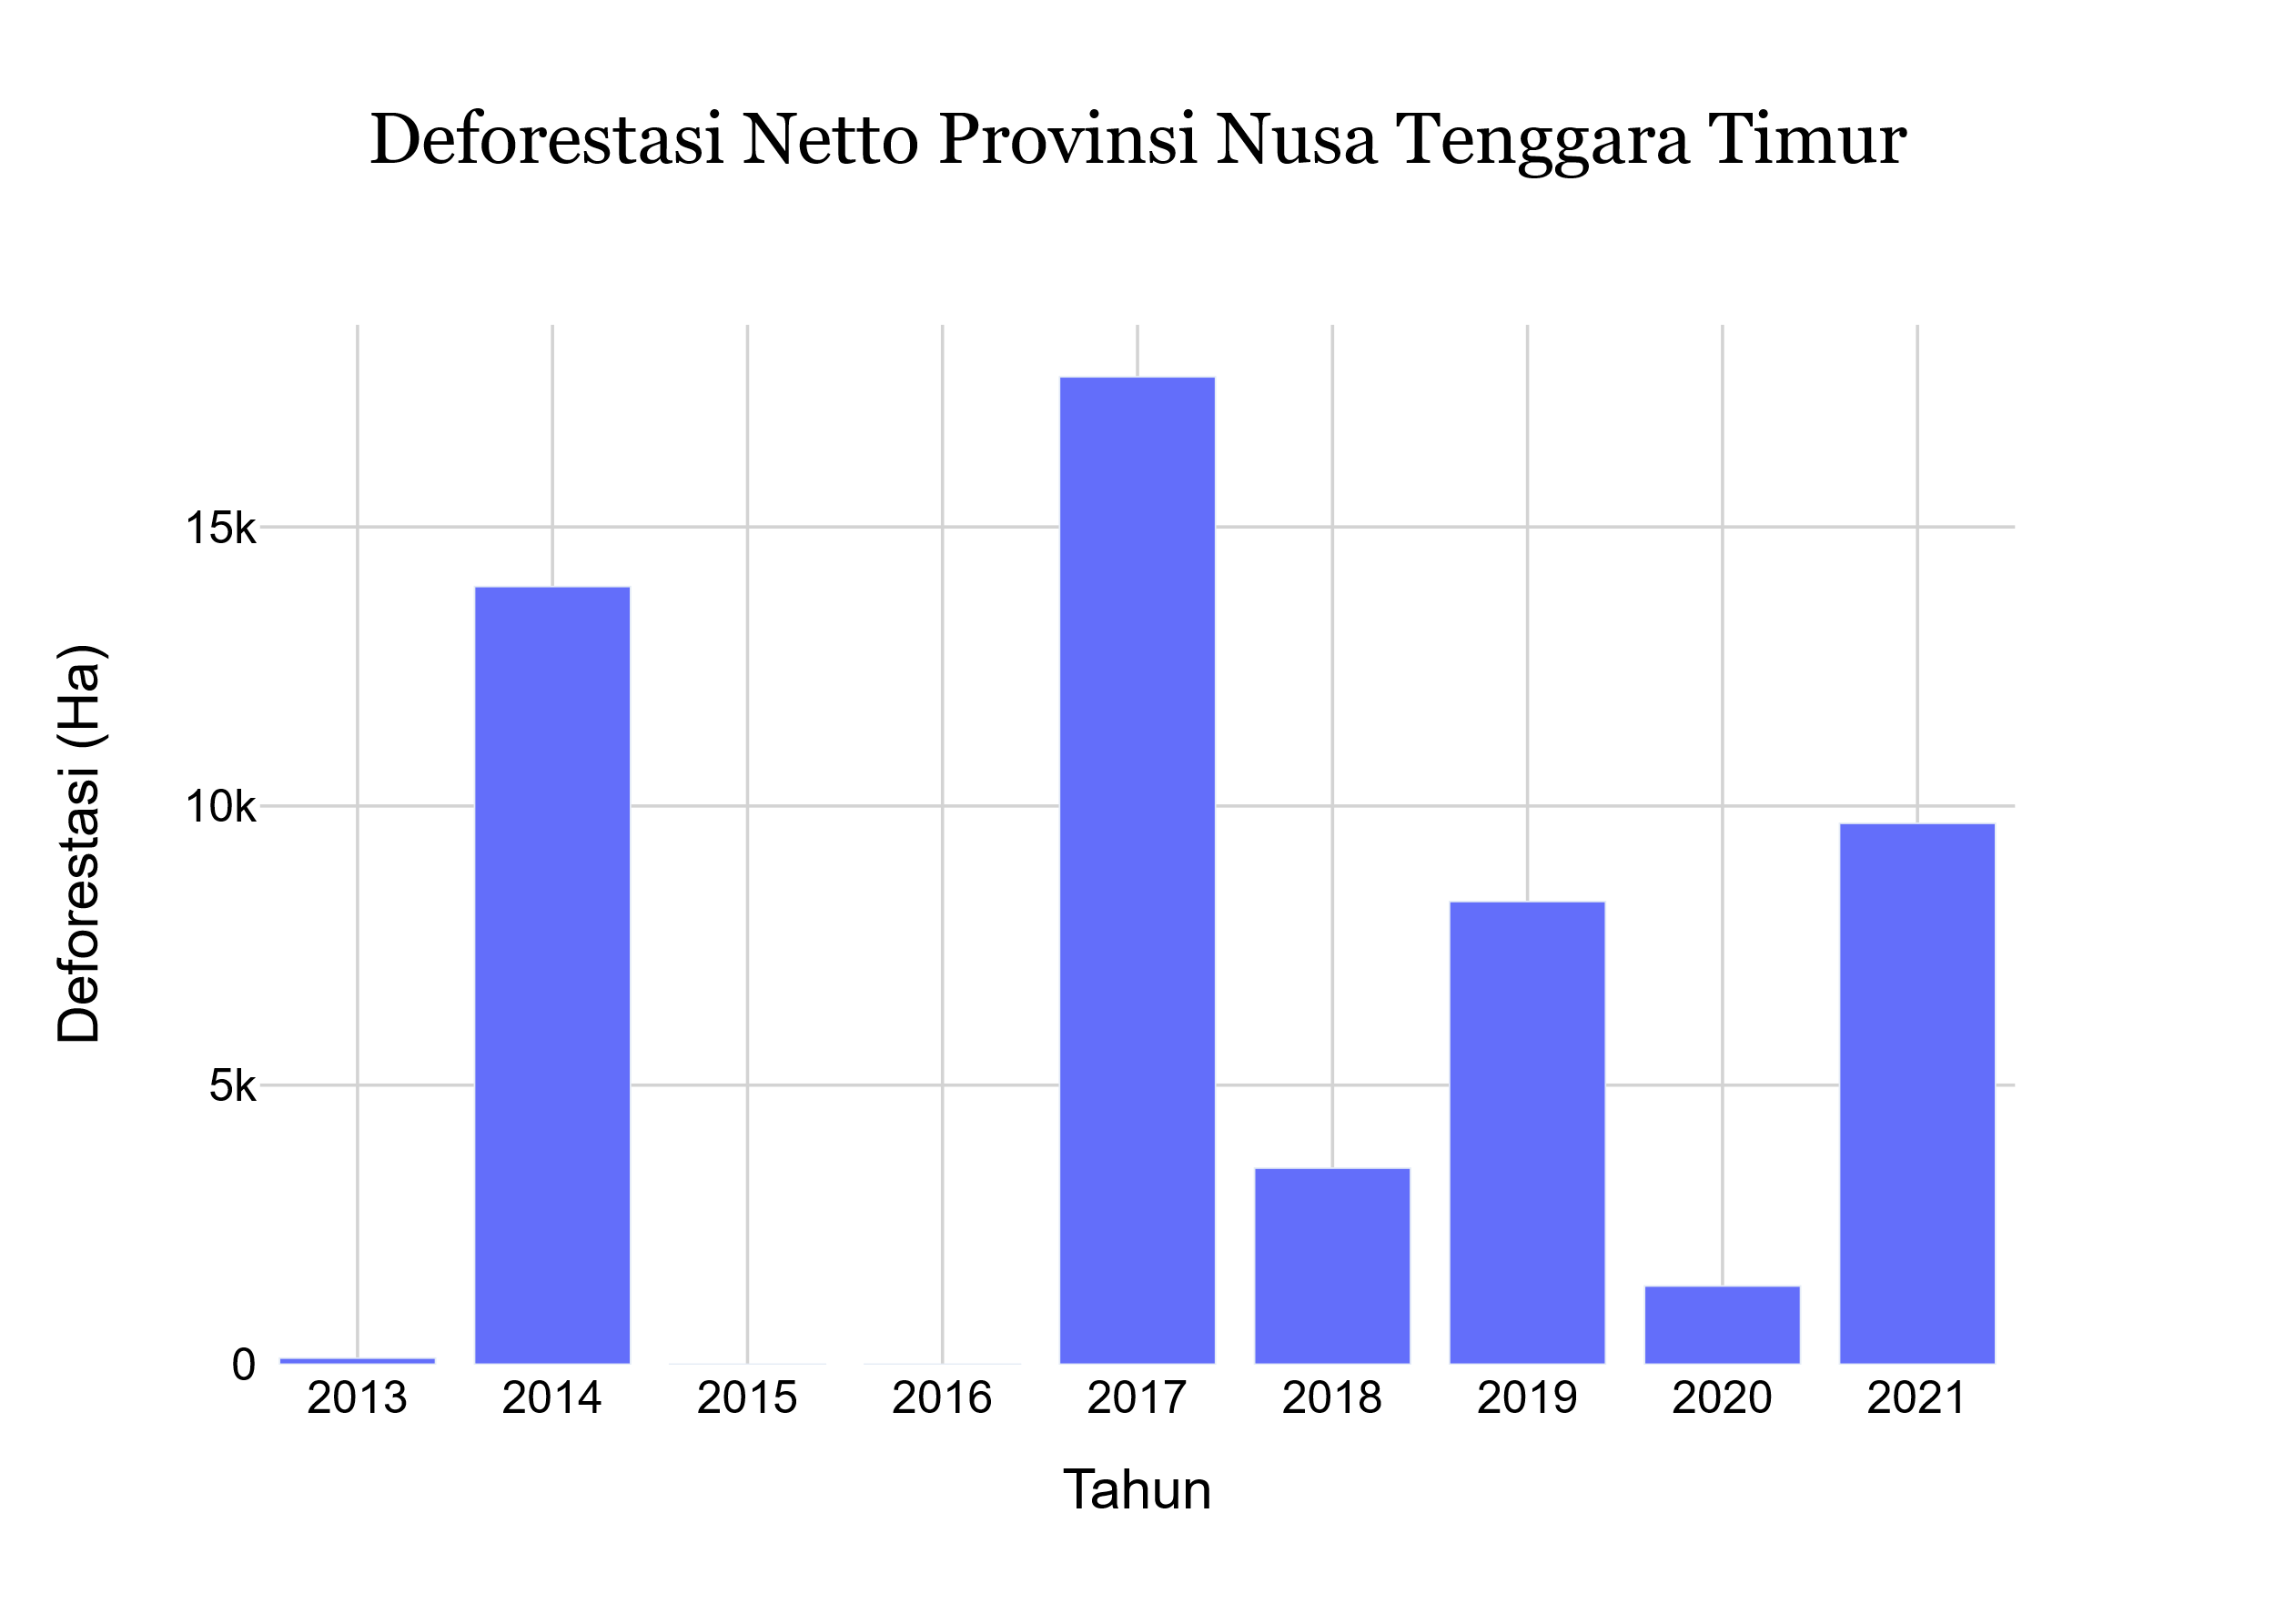 Deforestasi Netto Provinsi Nusa Tenggara Timur
Deforestasi (Ha)
15k
10k
5k
0
2013 2014 2015 2016 2017 2018 2019 2020 2021
Tahun